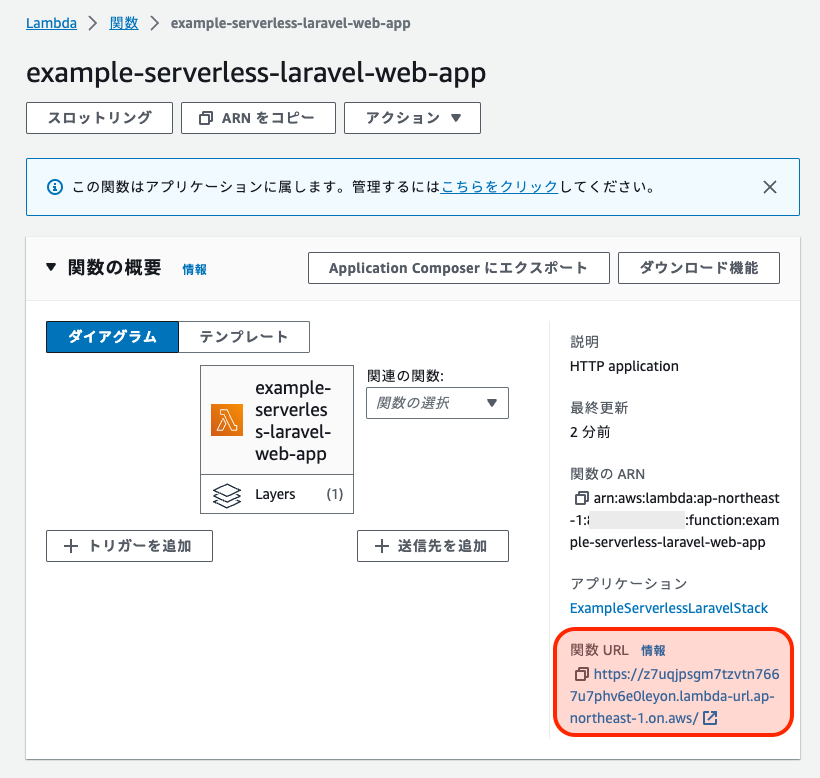 Lambda > 関数 > example-serverless-laravel-web-app
example-serverless-laravel-web-app
スロットリング ARN をコピー アクション ▼
この関数はアプリケーションに属します。管理するにはこちらをクリックしてください。
▼ 関数の概要 情報 Application Composer にエクスポート ダウンロード機能
ダイアグラム テンプレート
example-
serverles
s-laravel-
web-app
Layers (1)
関連の関数:
関数の選択 ▼
+ トリガーを追加 + 送信先を追加
説明
HTTP application
最終更新
2 分前
関数の ARN
arn:aws:lambda:ap-northeast
-1: :function:exam
ple-serverless-laravel-web-app
アプリケーション
ExampleServerlessLaravelStack
関数 URL 情報
https://z7uqjpsgm7tzvtn766
7u7phv6e0leyon.lambda-url.ap-
northeast-1.on.aws/